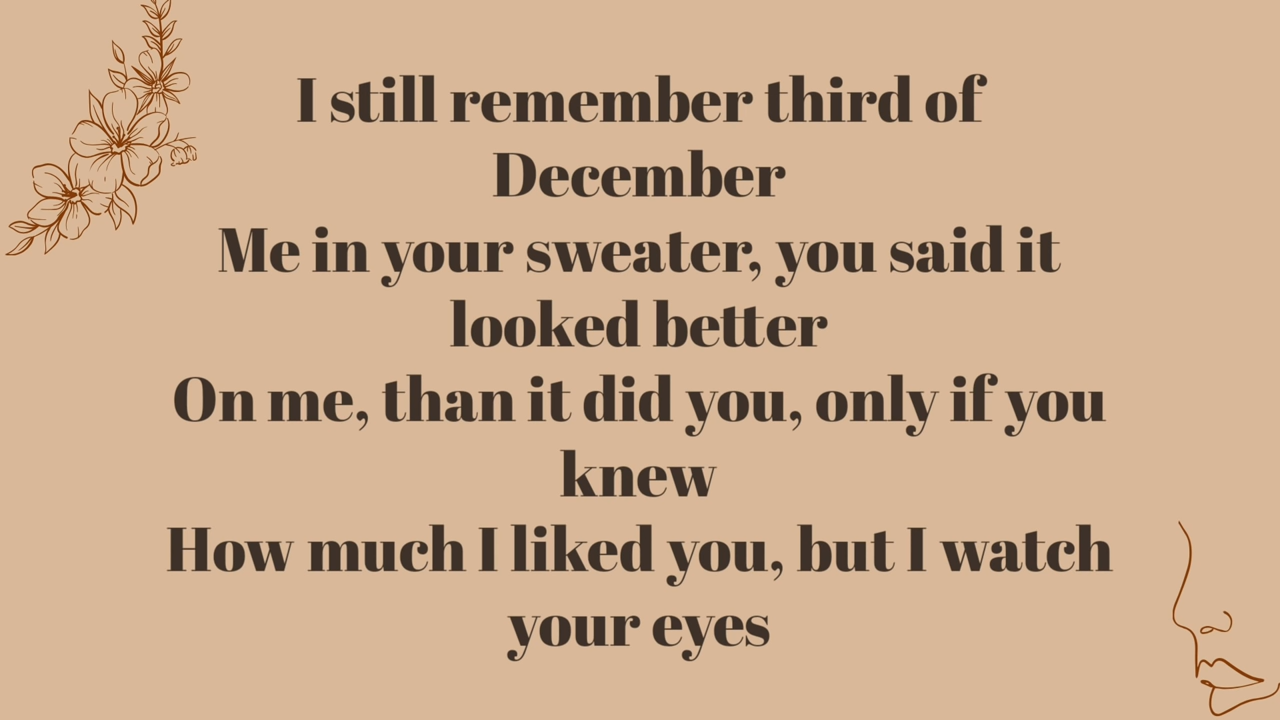 I still remember third of
December
Me in your sweater, you said it
looked better
On me, than it did you, only if you
knew
How much I liked you, but I watch
your eyes